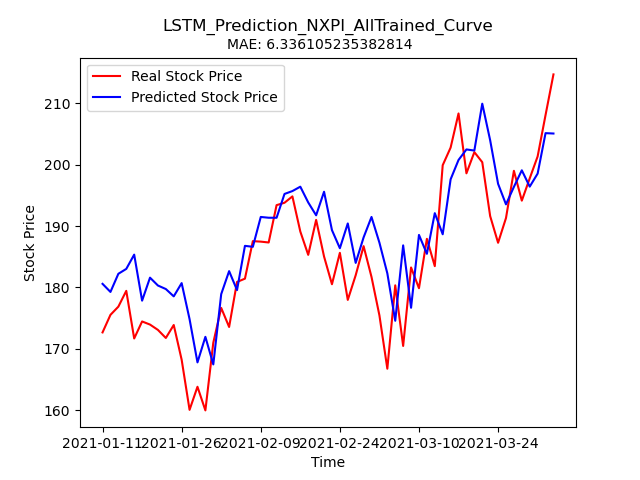 LSTM_Prediction_NXPI_AllTrained_Curve
MAE: 6.336105235382814
Real Stock Price
Predicted Stock Price
Stock Price
210
200
190
180
170
160
2021-01-11 2021-01-26 2021-02-09 2021-02-24 2021-03-10 2021-03-24
Time